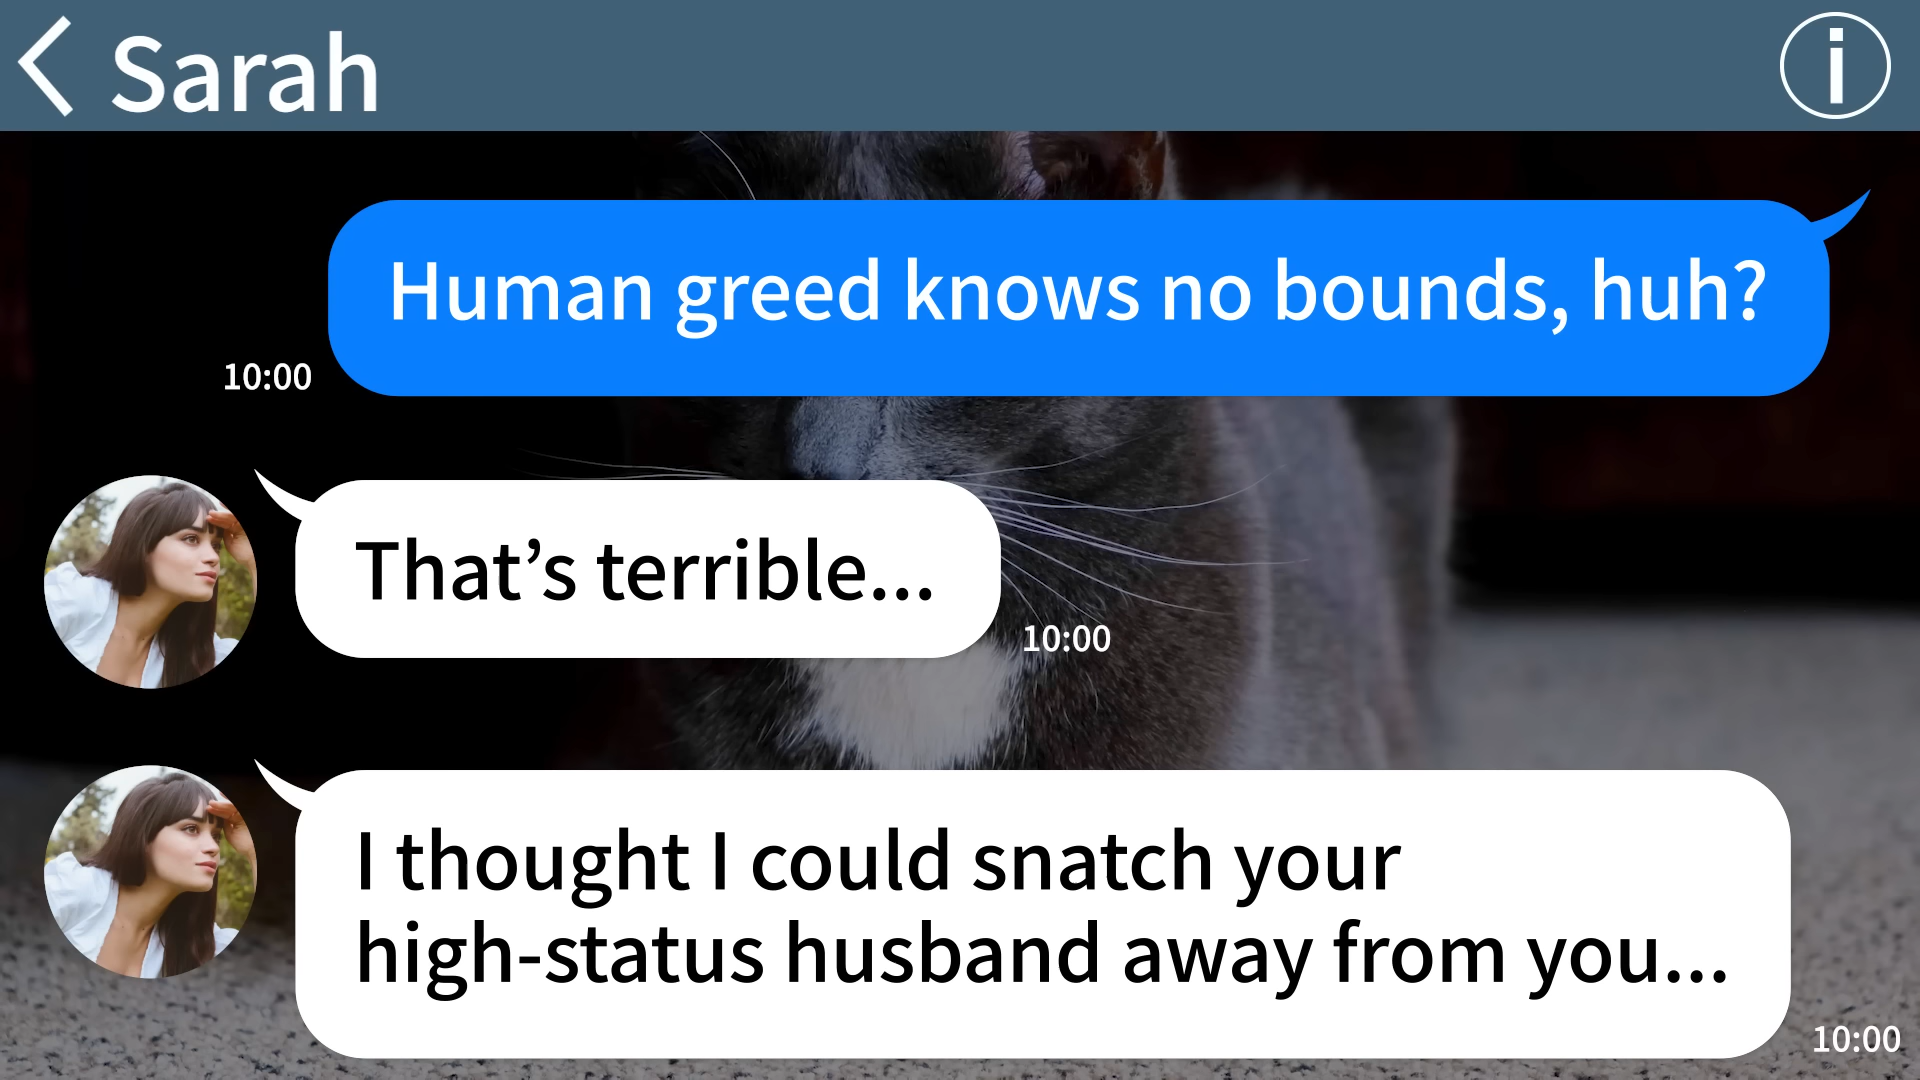 Sarah
Human greed knows no bounds, huh?
10:00
That’s terrible...
10:00
I thought I could snatch your
high-status husband away from you...
10:00